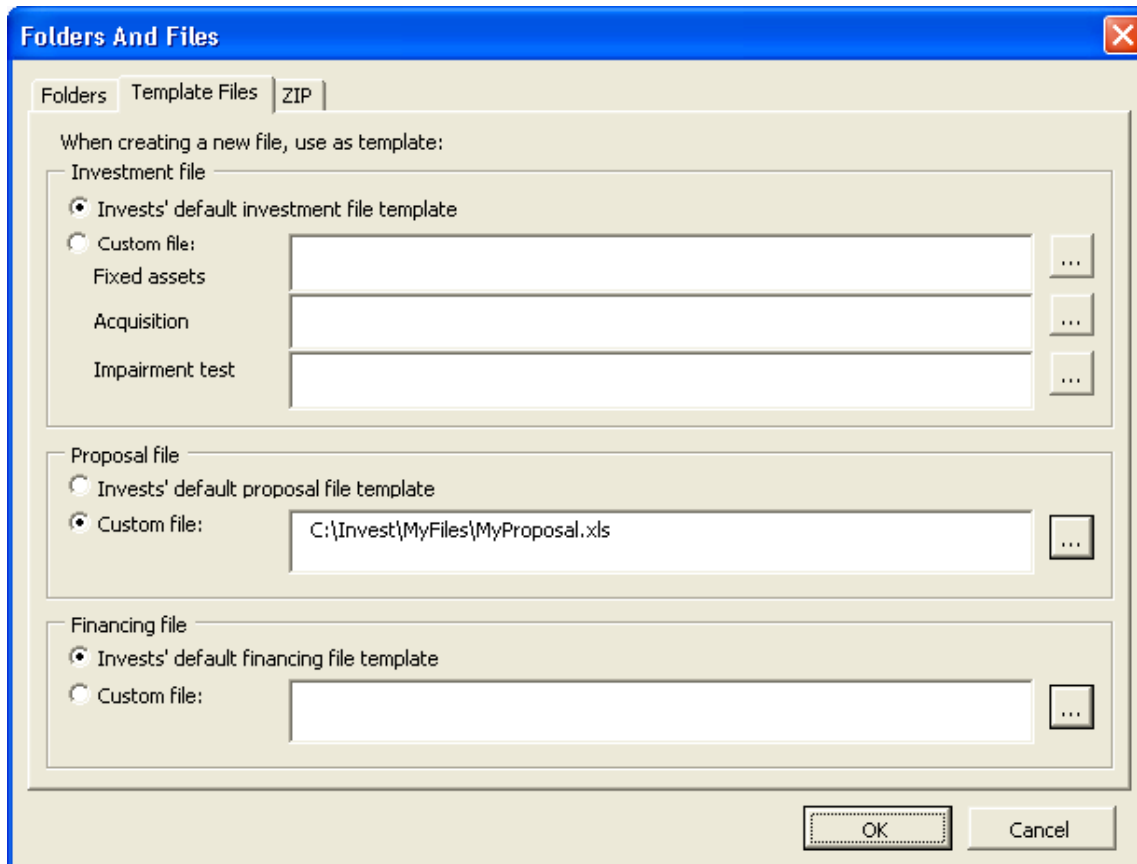 Folders And Files
Folders Template Files ZIP
When creating a new file, use as template:
Investment file
Invests' default investment file template
Custom file:
...
Fixed assets
Acquisition
...
Impairment test
...
Proposal file
Invests' default proposal file template
Custom file: C:\Invest\MyFiles\MyProposal.xls ...
Financing file
Invests' default financing file template
Custom file: ...
OK Cancel